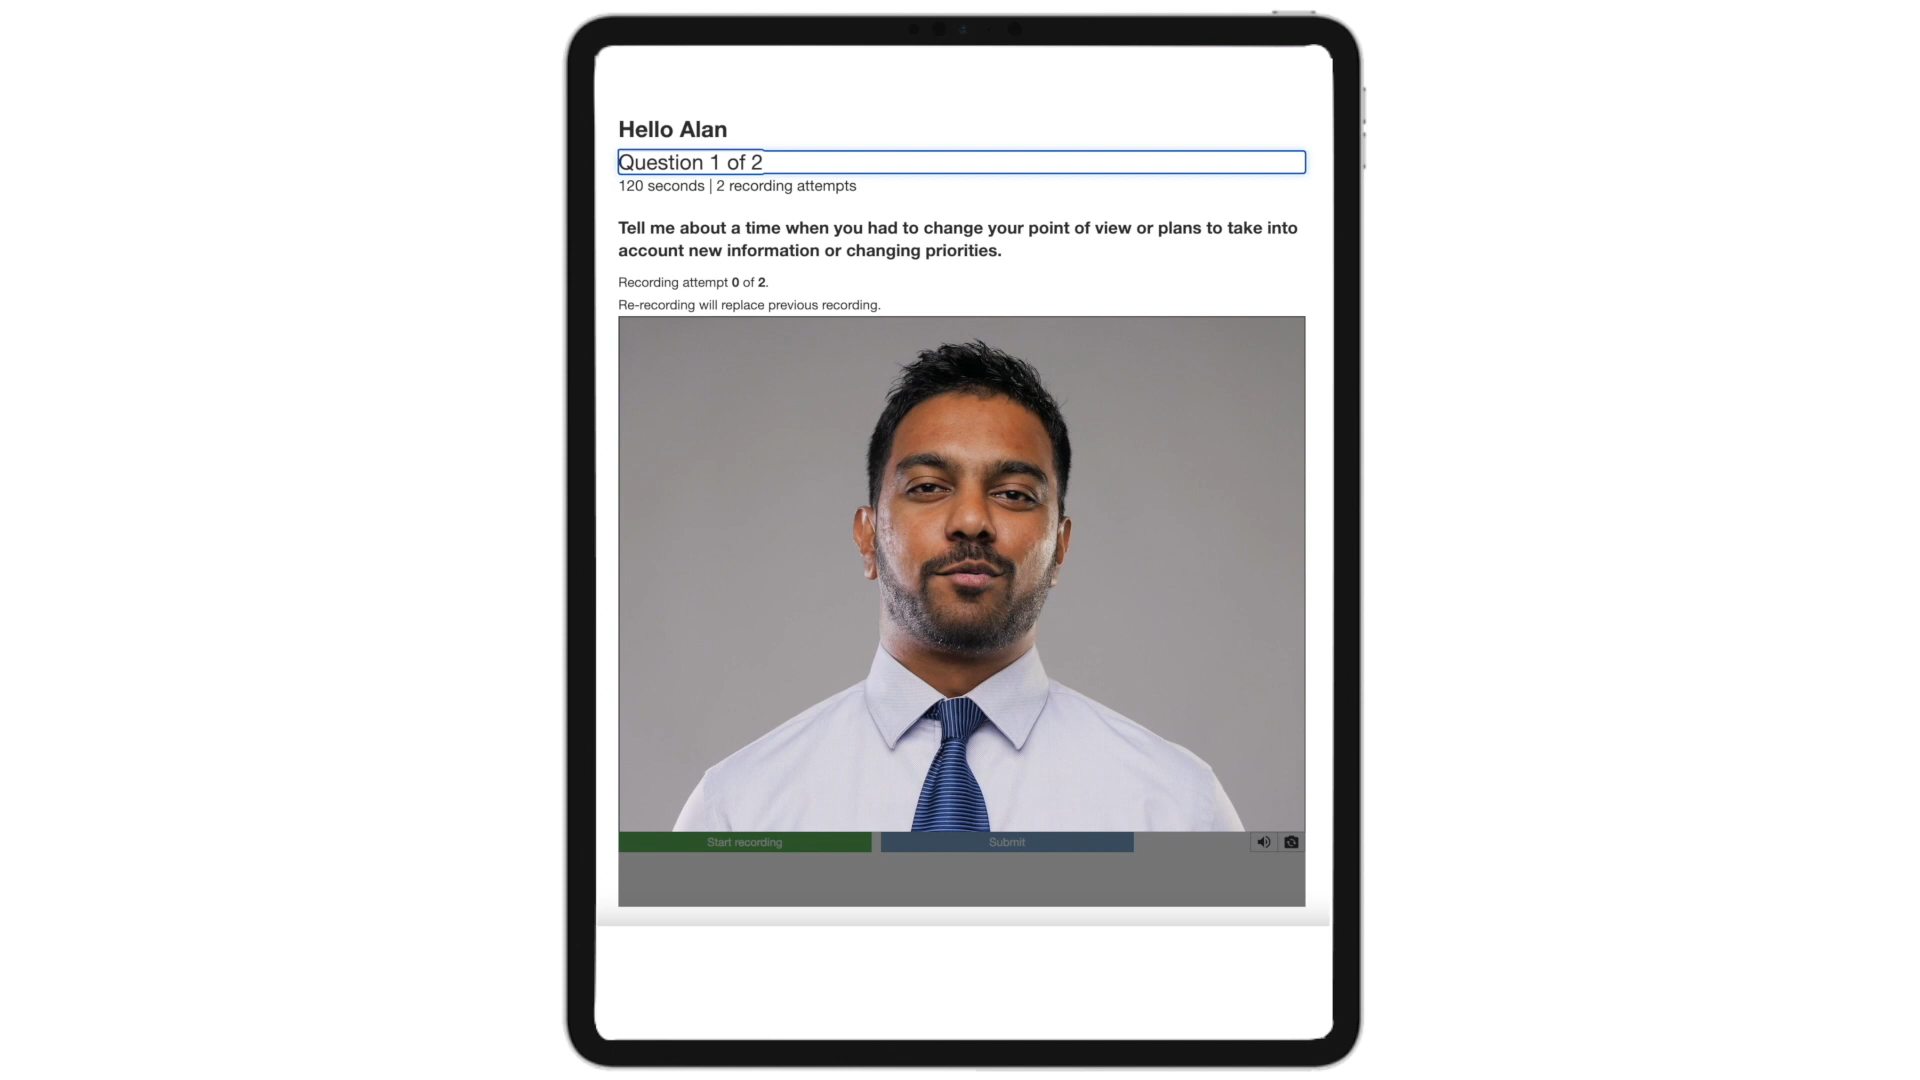 Hello Alan
Question 1 of 2
120 seconds | 2 recording attempts
Tell me about a time when you had to change your point of view or plans to take into
account new information or changing priorities.
Recording attempt 0 of 2.
Re-recording will replace previous recording.
Start recording
Submit